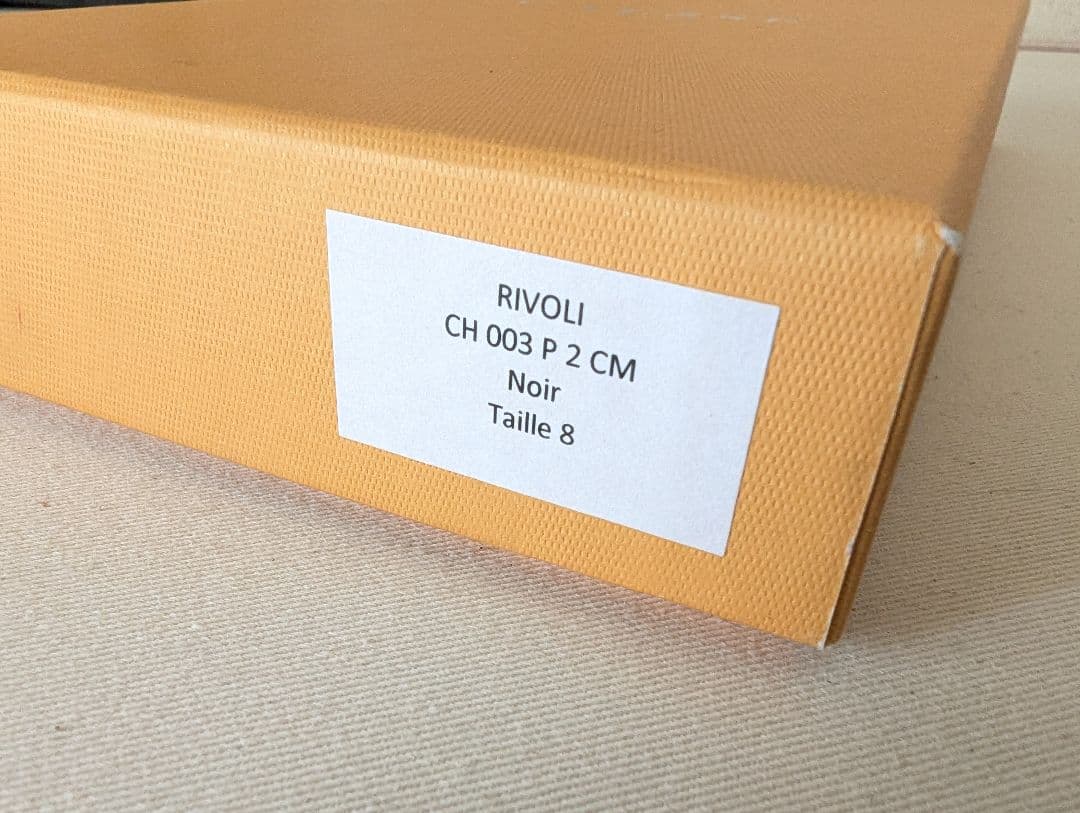 RIVOLI
CH 003 P 2 CM
Noir
Taille 8